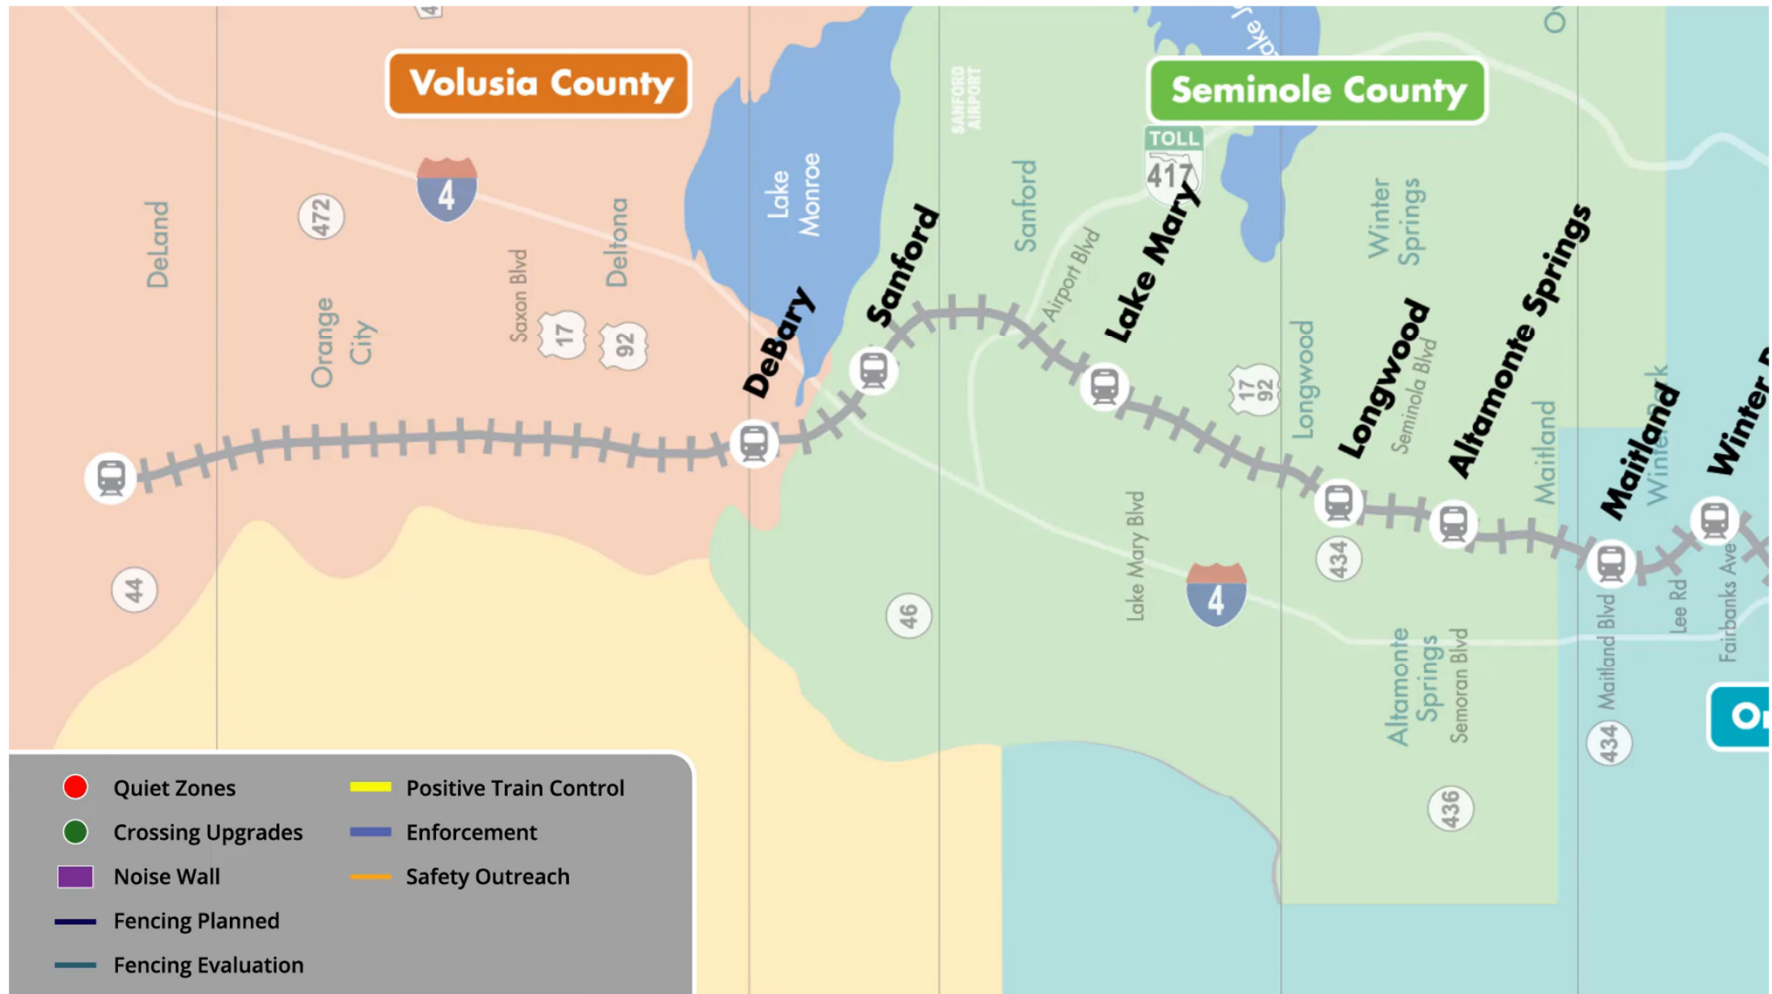 4
Volusia County
Seminole County
Lake
SANFORD
AIRPORT
TOLL
417
4
472
DeLand
Orange
City
Saxon Blvd
17
92
Deltona
Lake
Monroe
DeBary
Sanford
Sanford
Airport Blvd
Lake Mary
Winter
Springs
17
92
Longwood
Longwood
Seminola Blvd
Altamonte Springs
Maitland
Maitland
Winter
44
46
Lake Mary Blvd
4
434
Altamonte
Springs
Semoran Blvd
436
Maitland Blvd
434
Lee Rd
Fairbanks Ave
Quiet Zones
Crossing Upgrades
Noise Wall
Fencing Planned
Fencing Evaluation
Positive Train Control
Enforcement
Safety Outreach